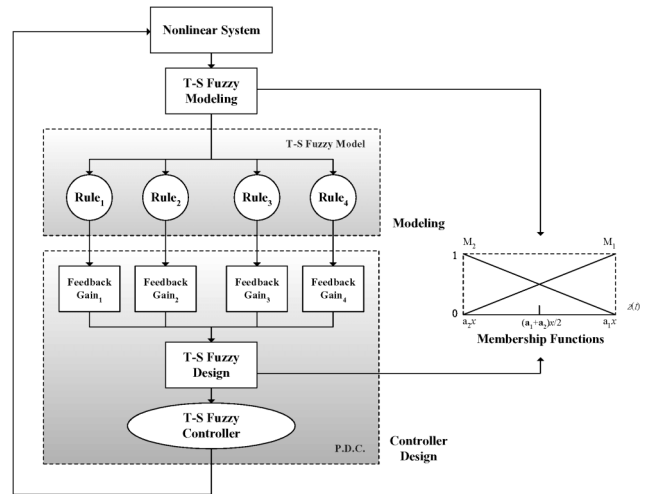 Nonlinear System
T-S Fuzzy
Modeling
T-S Fuzzy Model
Rule₁ Rule₂ Rule₃ Rule₄
Modeling
M₂ M₁
1
0
a₂x (a₁+a₂)x/2 a₁x z(t)
Membership Functions
Feedback
Gain₁
Feedback
Gain₂
Feedback
Gain₃
Feedback
Gain₄
T-S Fuzzy
Design
T-S Fuzzy
Controller
P.D.C.
Controller
Design